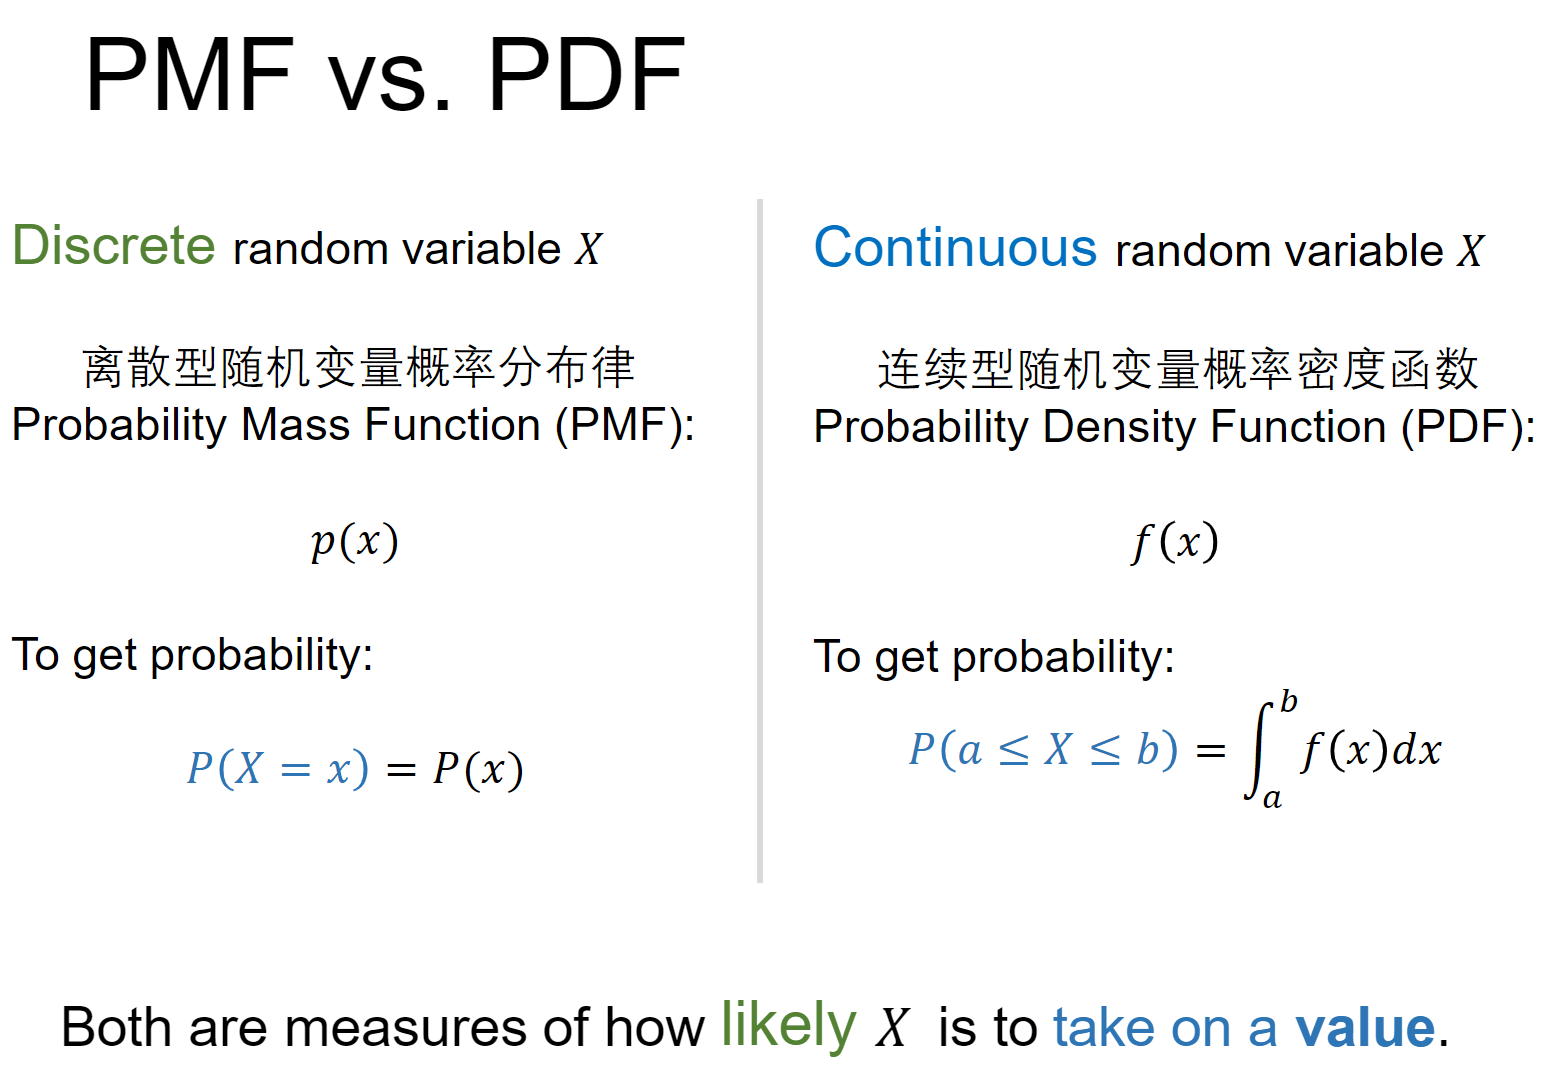 PMF vs. PDF
Discrete random variable X
离散型随机变量概率分布律
Probability Mass Function (PMF):
p(x)
To get probability:
P(X = x) = P(x)
Continuous random variable X
连续型随机变量概率密度函数
Probability Density Function (PDF):
f(x)
To get probability:
P(a ≤ X ≤ b) = ∫_a^b f(x)dx
Both are measures of how likely X is to take on a value.